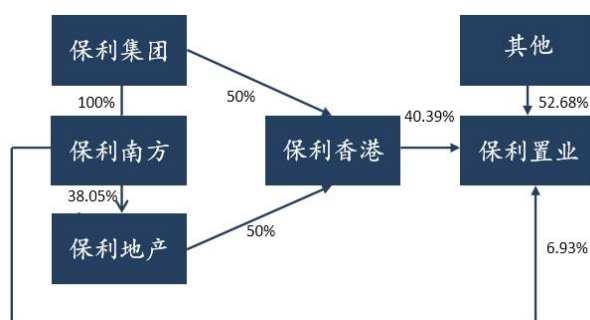 保利集团
其他
100%
50%
52.68%
40.39%
保利南方
保利香港
保利置业
38.05%
保利地产
50%
6.93%